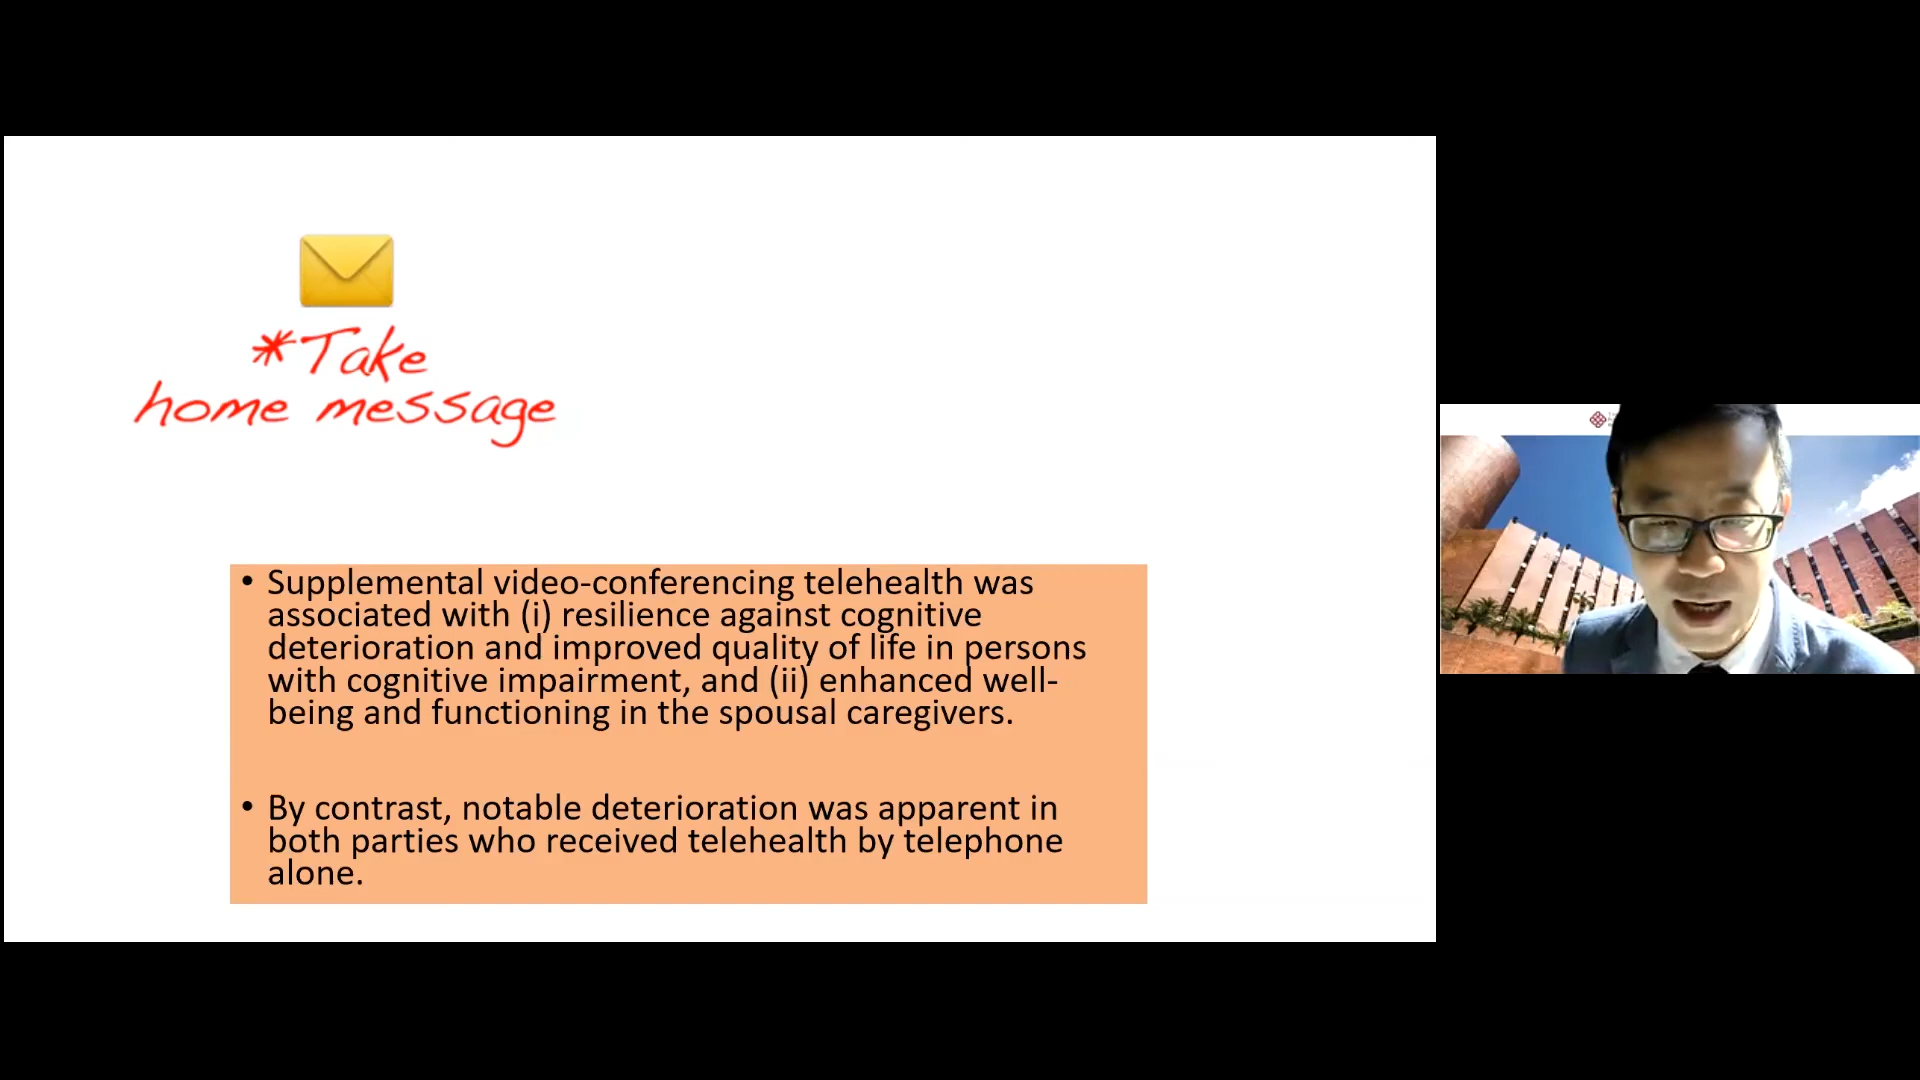 *Take
home message
• Supplemental video-conferencing telehealth was
associated with (i) resilience against cognitive
deterioration and improved quality of life in persons
with cognitive impairment, and (ii) enhanced well-
being and functioning in the spousal caregivers.
• By contrast, notable deterioration was apparent in
both parties who received telehealth by telephone
alone.